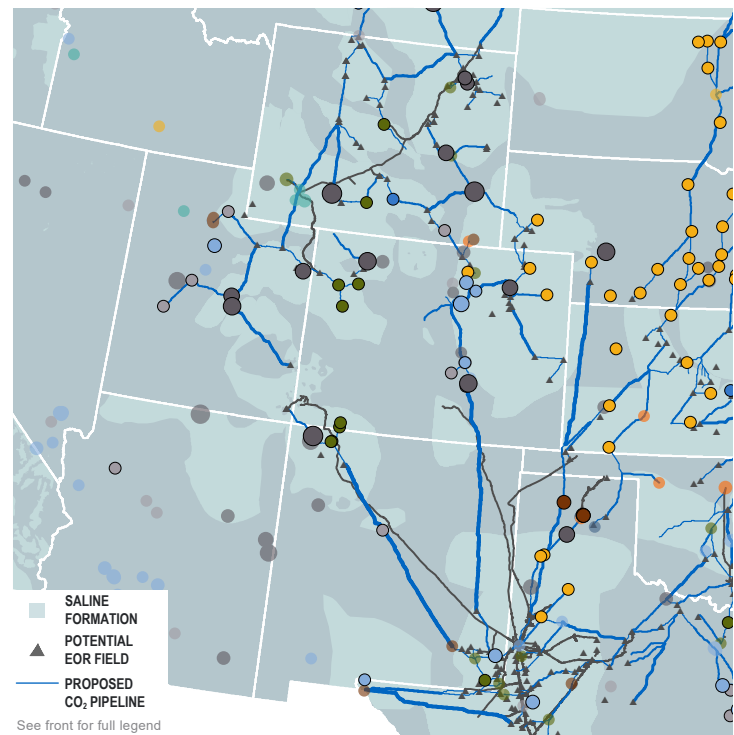 SALINE
FORMATION
POTENTIAL
EOR FIELD
PROPOSED
CO₂ PIPELINE
See front for full legend